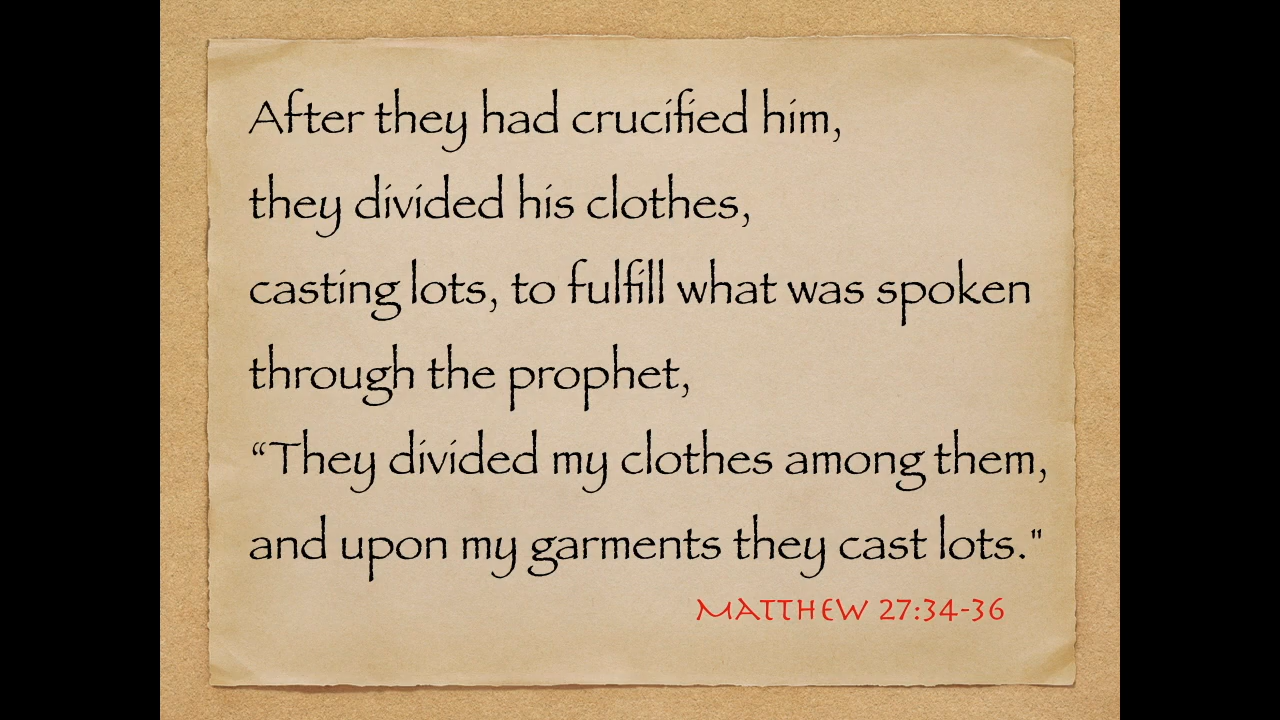 After they had crucified him,
they divided his clothes,
casting lots, to fulfill what was spoken
through the prophet,
“They divided my clothes among them,
and upon my garments they cast lots."
MATTHEW 27:34-36